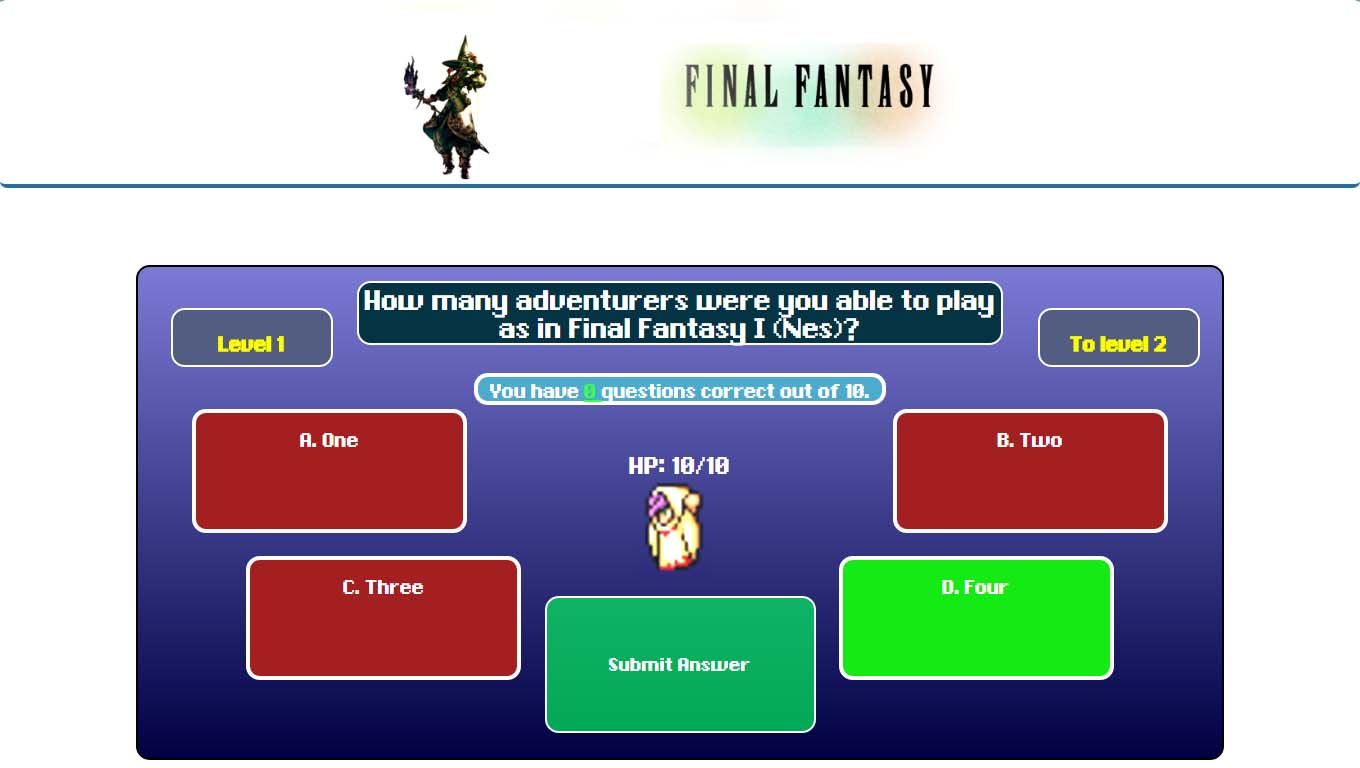 FINAL FANTASY
How many adventurers were you able to play
as in Final Fantasy I (Nes)?
Level 1
To level 2
You have 0 questions correct out of 10.
A. One
B. Two
HP: 10/10
C. Three
D. Four
Submit Answer